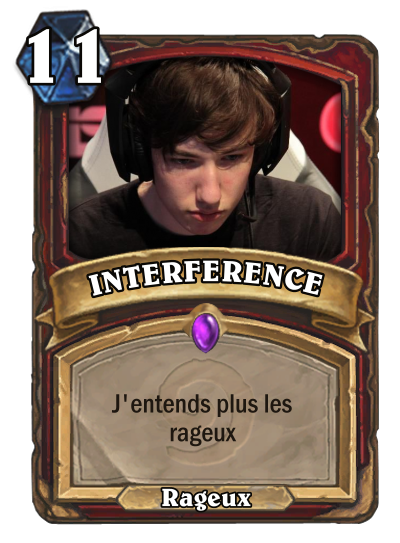 11
INTERFERENCE
J'entends plus les
rageux
Rageux